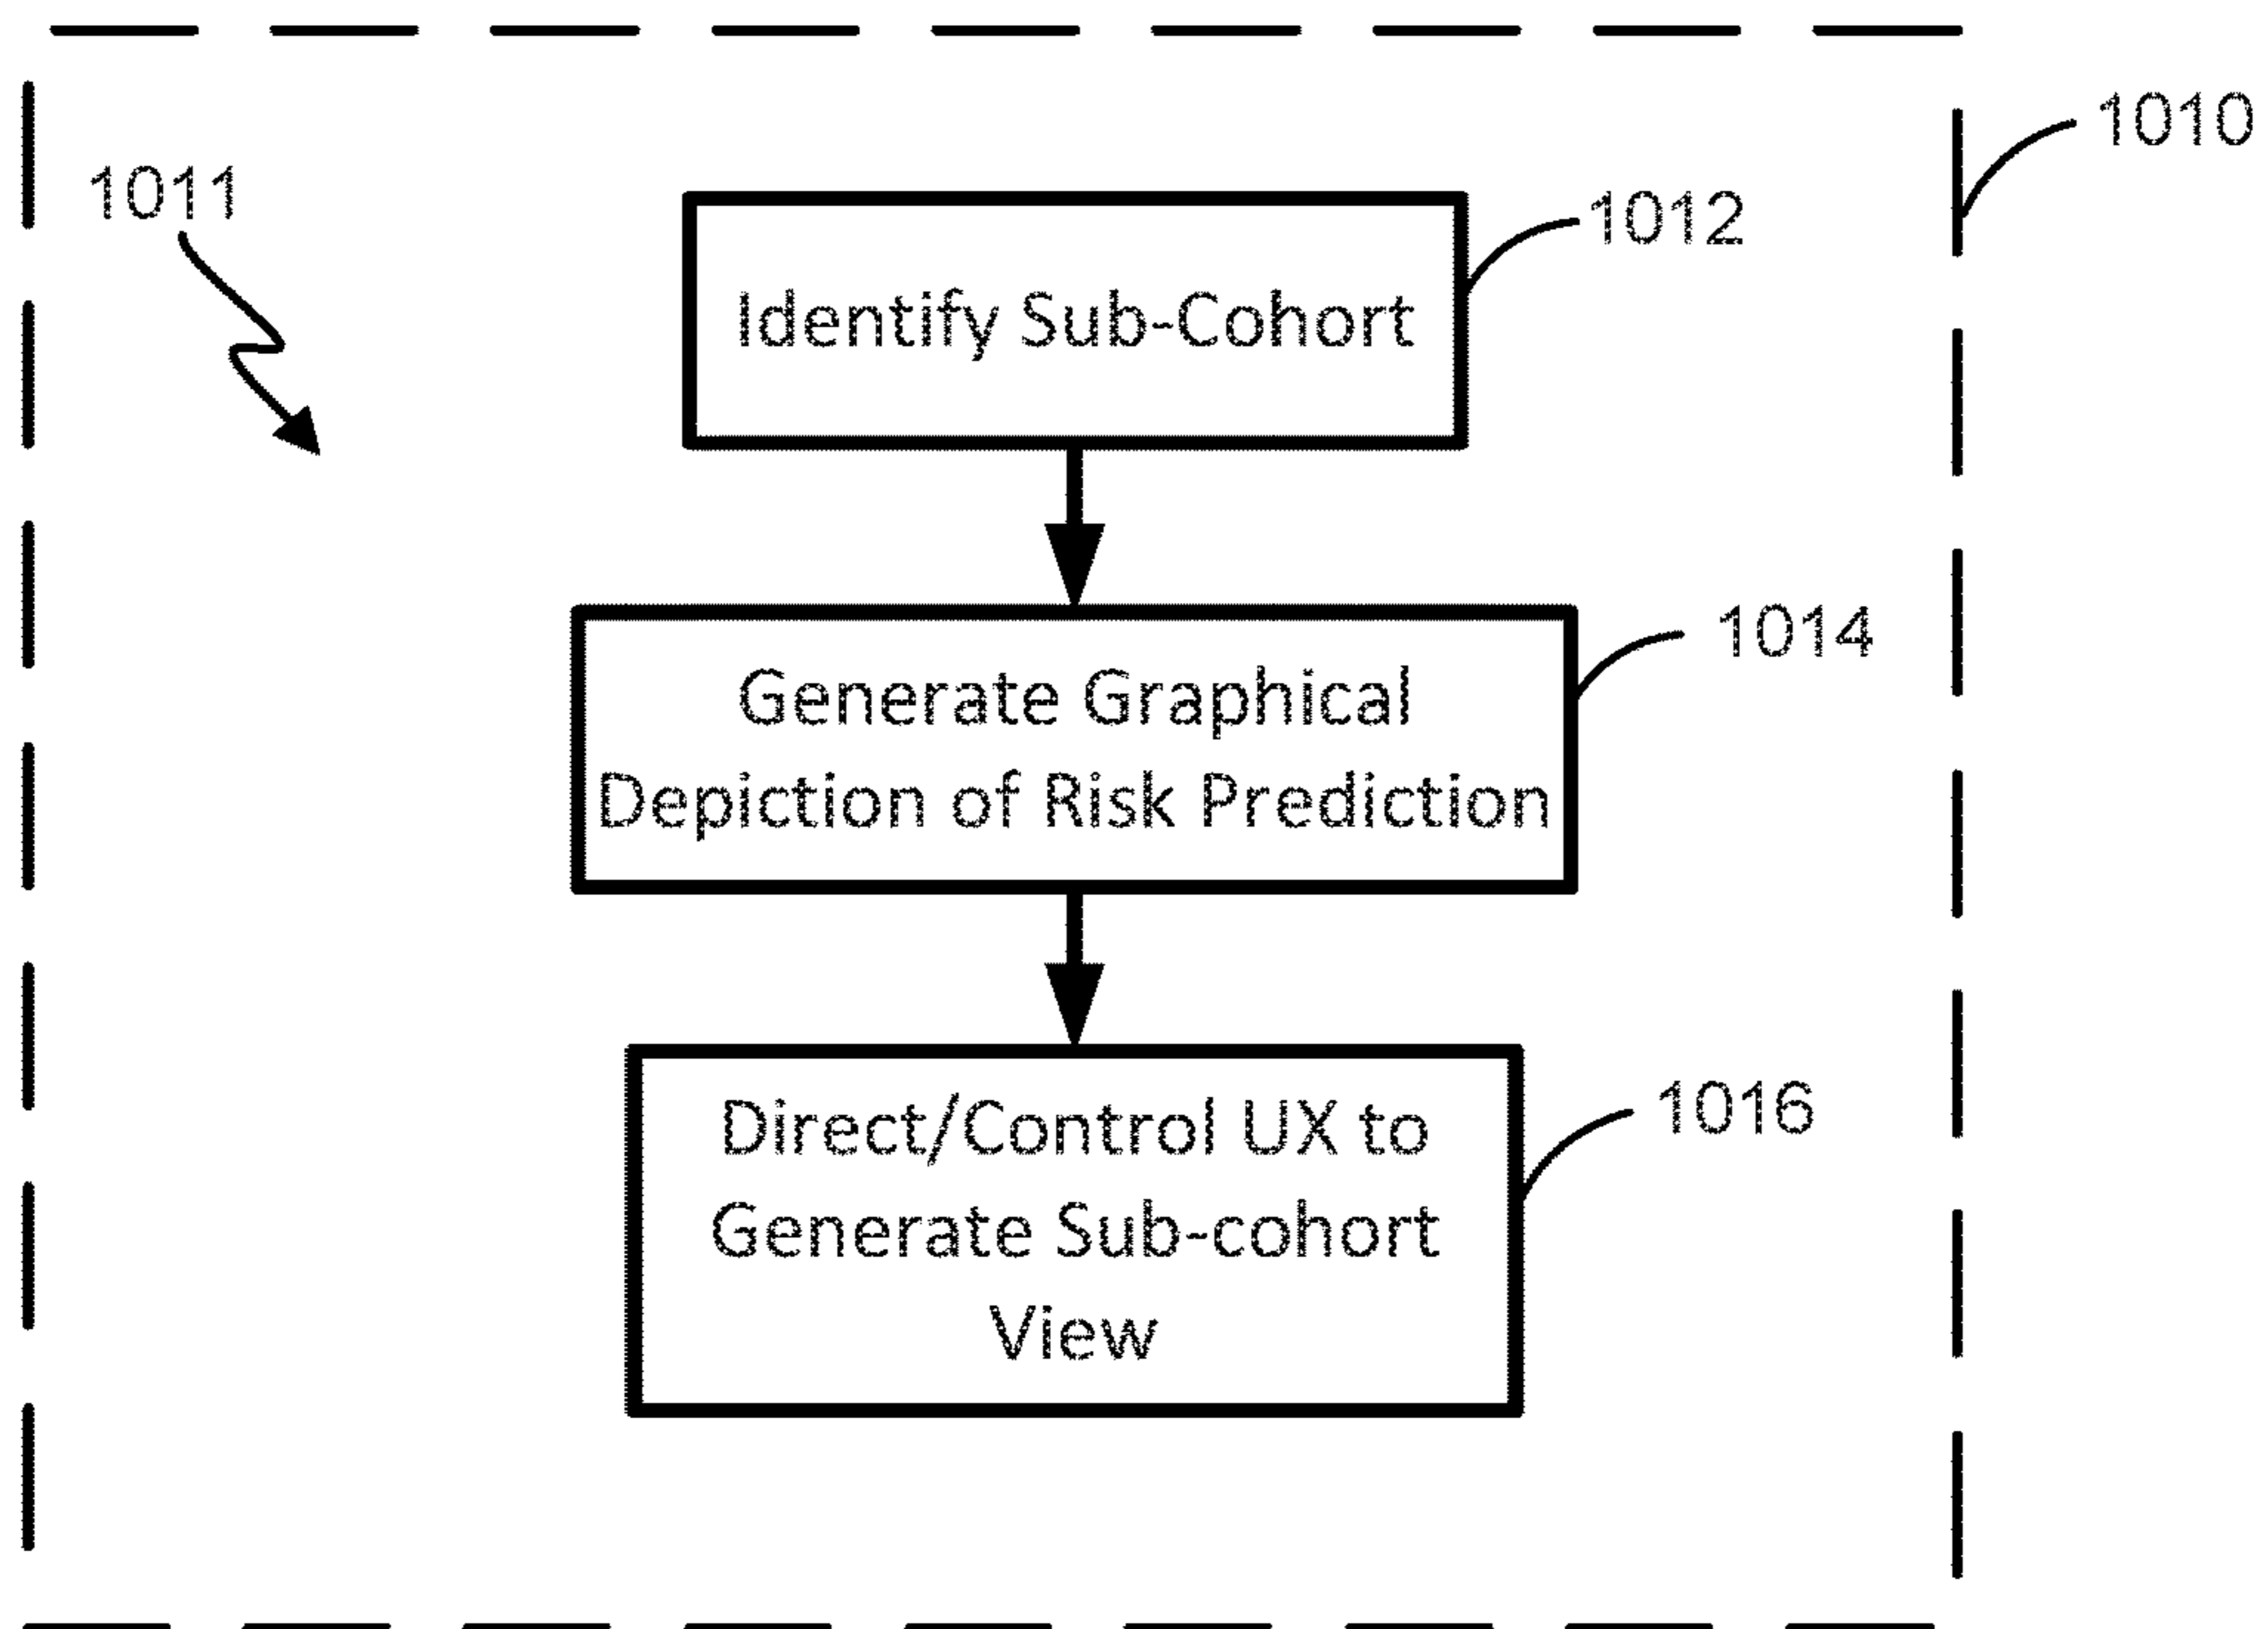 1010
1011
1012
Identify Sub-Cohort
1014
Generate Graphical
Depiction of Risk Prediction
1016
Direct/Control UX to
Generate Sub-cohort
View